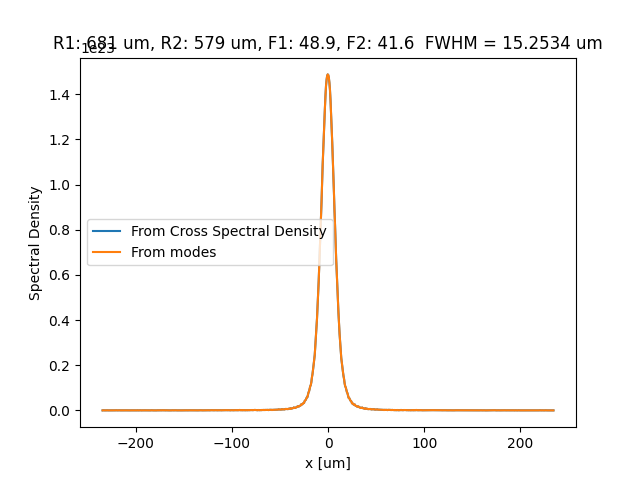 R1: 681 um, R2: 579 um, F1: 48.9, F2: 41.6  FWHM = 15.2534 um
1e23
1.4
1.2
1.0
0.8
0.6
0.4
0.2
0.0
Spectral Density
From Cross Spectral Density
From modes
−200
−100
0
100
200
x [um]